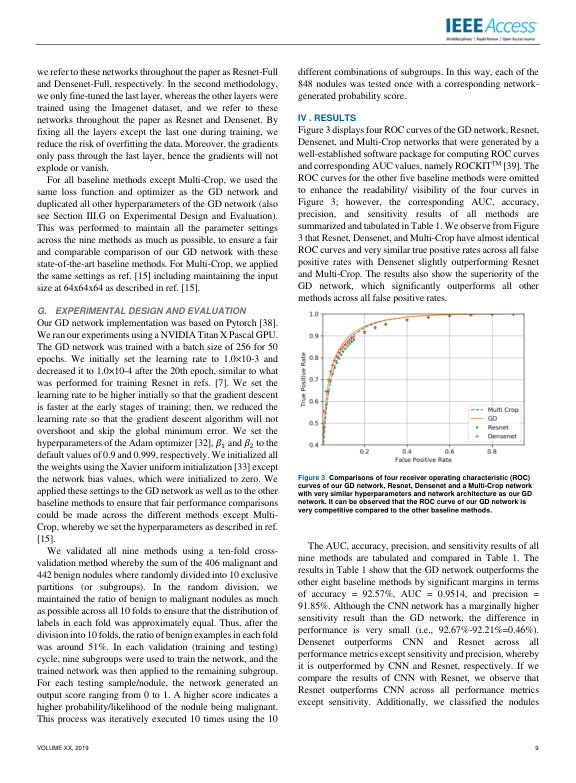 IEEE Access
Multidisciplinary | Rapid Review | Open Access Journal
we refer to these networks throughout the paper as Resnet-Full
and Densenet-Full, respectively. In the second methodology,
we only fine-tuned the last layer, whereas the other layers were
trained using the Imagenet dataset, and we refer to these
networks throughout the paper as Resnet and Densenet. By
fixing all the layers except the last one during training, we
reduce the risk of overfitting the data. Moreover, the gradients
only pass through the last layer, hence the gradients will not
explode or vanish.
For all baseline methods except Multi-Crop, we used the
same loss function and optimizer as the GD network and
duplicated all other hyperparameters of the GD network (also
see Section III.G on Experimental Design and Evaluation).
This was performed to maintain all the parameter settings
across the nine methods as much as possible, to ensure a fair
and comparable comparison of our GD network with these
state-of-the-art baseline methods. For Multi-Crop, we applied
the same settings as ref. [15] including maintaining the input
size at 64x64x64 as described in ref. [15].
G. EXPERIMENTAL DESIGN AND EVALUATION
Our GD network implementation was based on Pytorch [38].
We ran our experiments using a NVIDIA Titan X Pascal GPU.
The GD network was trained with a batch size of 256 for 50
epochs. We initially set the learning rate to 1.0x10-3 and
decreased it to 1.0x10-4 after the 20th epoch, similar to what
was performed for training Resnet in refs. [7]. We set the
learning rate to be higher initially so that the gradient descent
is faster at the early stages of training; then, we reduced the
learning rate so that the gradient descent algorithm will not
overshoot and skip the global minimum error. We set the
hyperparameters of the Adam optimizer [32], β1 and β2 to the
default values of 0.9 and 0.999, respectively. We initialized all
the weights using the Xavier uniform initialization [33] except
the network bias values, which were initialized to zero. We
applied these settings to the GD network as well as to the other
baseline methods to ensure that fair performance comparisons
could be made across the different methods except Multi-
Crop, whereby we set the hyperparameters as described in ref.
[15].
We validated all nine methods using a ten-fold cross-
validation method whereby the sum of the 406 malignant and
442 benign nodules where randomly divided into 10 exclusive
partitions (or subgroups). In the random division, we
maintained the ratio of benign to malignant nodules as much
as possible across all 10 folds to ensure that the distribution of
labels in each fold was approximately equal. Thus, after the
division into 10 folds, the ratio of benign examples in each fold
was around 51%. In each validation (training and testing)
cycle, nine subgroups were used to train the network, and the
trained network was then applied to the remaining subgroup.
For each testing sample/nodule, the network generated an
output score ranging from 0 to 1. A higher score indicates a
higher probability/likelihood of the nodule being malignant.
This process was iteratively executed 10 times using the 10
different combinations of subgroups. In this way, each of the
848 nodules was tested once with a corresponding network-
generated probability score.
IV. RESULTS
Figure 3 displays four ROC curves of the GD network, Resnet,
Densenet, and Multi-Crop networks that were generated by a
well-established software package for computing ROC curves
and corresponding AUC values, namely ROCKIT™ [39]. The
ROC curves for the other five baseline methods were omitted
to enhance the readability/ visibility of the four curves in
Figure 3; however, the corresponding AUC, accuracy,
precision, and sensitivity results of all methods are
summarized and tabulated in Table 1. We observe from Figure
3 that Resnet, Densenet, and Multi-Crop have almost identical
ROC curves and very similar true positive rates across all false
positive rates with Densenet slightly outperforming Resnet
and Multi-Crop. The results also show the superiority of the
GD network, which significantly outperforms all other
methods across all false positive rates.
1.0
0.9
0.8
0.7
0.6
0.5
0.4
True Positive Rate
Multi Crop
GD
Resnet
Densenet
0.2 0.4 0.6 0.8
False Positive Rate
Figure 3. Comparisons of four receiver operating characteristic (ROC)
curves of our GD network, Resnet, Densenet and a Multi-Crop network
with very similar hyperparameters and network architecture as our GD
network. It can be observed that the ROC curve of our GD network is
very competitive compared to the other baseline methods.
The AUC, accuracy, precision, and sensitivity results of all
nine methods are tabulated and compared in Table 1. The
results in Table 1 show that the GD network outperforms the
other eight baseline methods by significant margins in terms
of accuracy = 92.57%, AUC = 0.9514, and precision =
91.85%. Although the CNN network has a marginally higher
sensitivity result than the GD network, the difference in
performance is very small (i.e., 92.67%-92.21%=0.46%).
Densenet outperforms CNN and Resnet across all
performance metrics except sensitivity and precision, whereby
it is outperformed by CNN and Resnet, respectively. If we
compare the results of CNN with Resnet, we observe that
Resnet outperforms CNN across all performance metrics
except sensitivity. Additionally, we classified the nodules
VOLUME XX, 2019
9